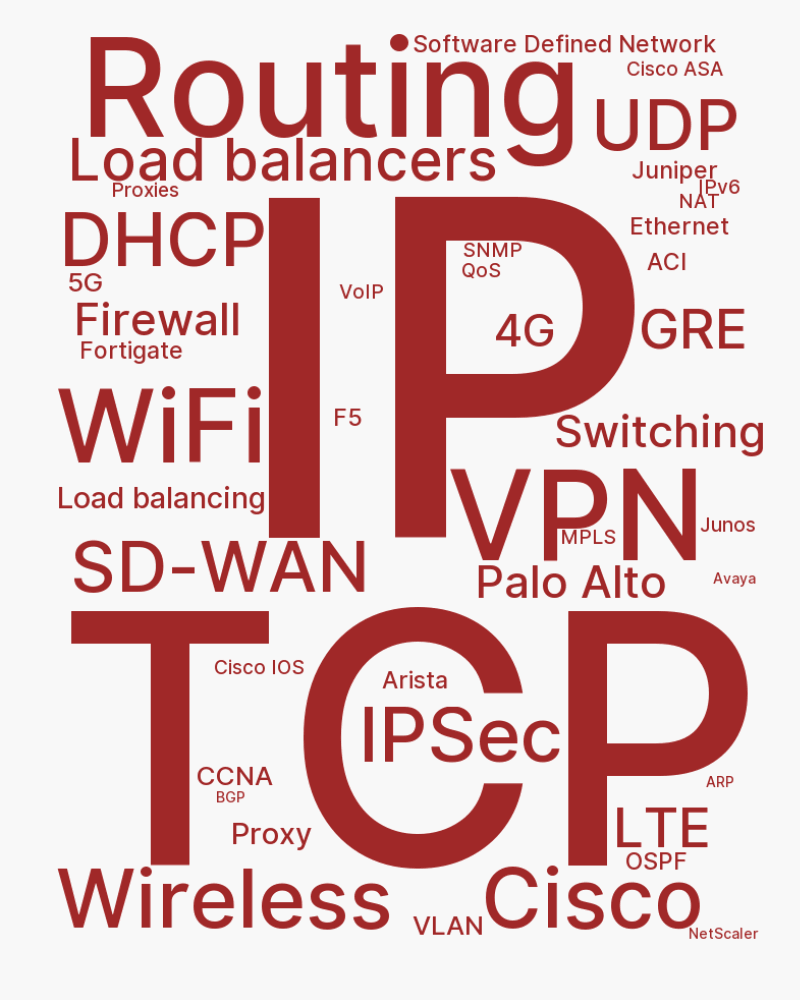 Software Defined Network
Routing
Cisco ASA
UDP
Load balancers
Juniper
Proxies
IPv6
NAT
DHCP
IP
Ethernet
SNMP
ACI
QoS
5G
VoIP
Firewall
4G
GRE
Fortigate
WiFi
F5
Switching
Load balancing
VPN
Junos
MPLS
SD-WAN
Palo Alto
Avaya
TCP
Cisco IOS
Arista
IPSec
CCNA
ARP
BGP
Proxy
LTE
OSPF
Wireless
Cisco
VLAN
NetScaler